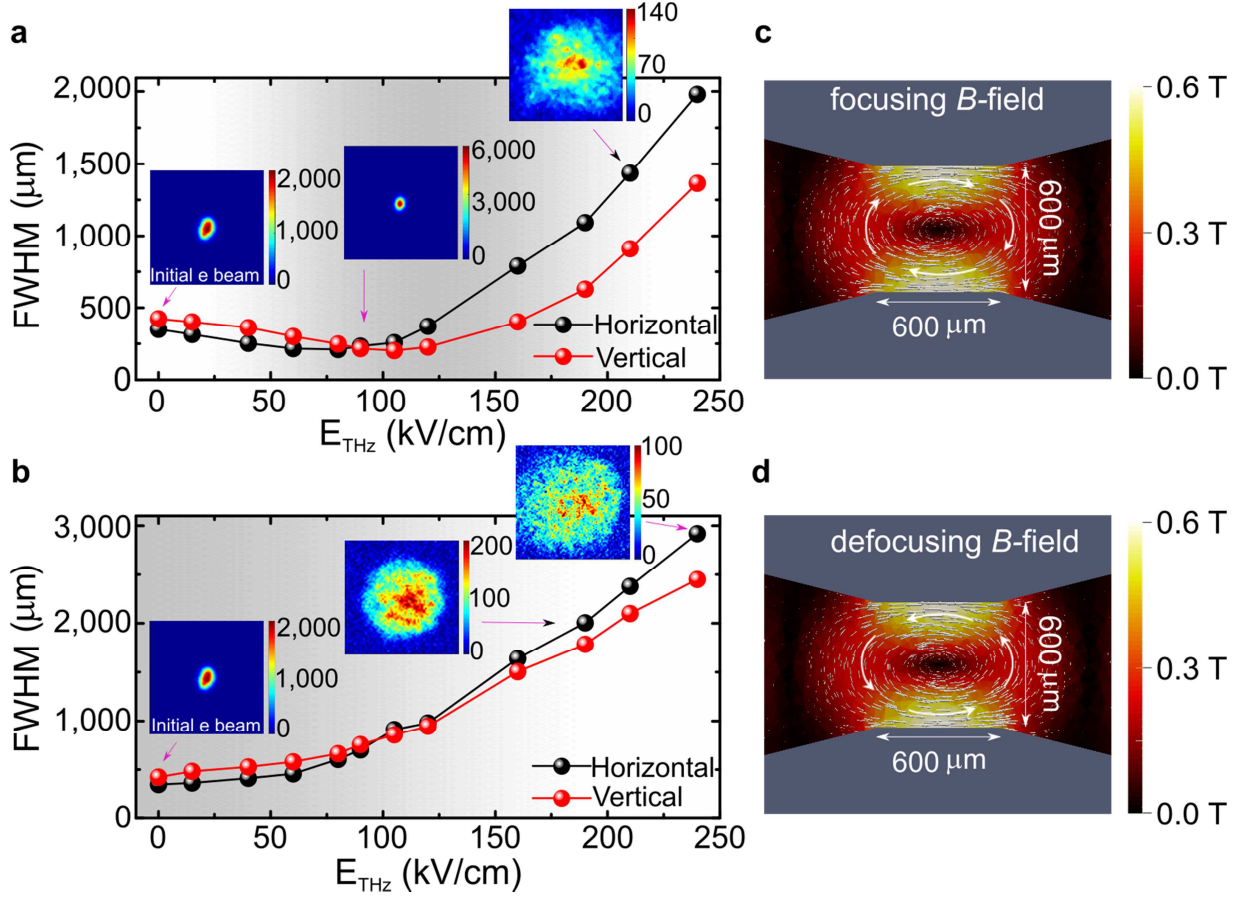 a
FWHM (μm)
2,000
1,500
1,000
500
0
0
50
100
150
200
250
E_THz (kV/cm)
2,000
1,000
0
Initial e beam
6,000
3,000
0
140
70
0
Horizontal
Vertical
b
FWHM (μm)
3,000
2,000
1,000
0
0
50
100
150
200
250
E_THz (kV/cm)
2,000
1,000
0
Initial e beam
200
100
0
100
50
0
Horizontal
Vertical
c
focusing B-field
600 μm
600 μm
0.6 T
0.3 T
0.0 T
d
defocusing B-field
600 μm
600 μm
0.6 T
0.3 T
0.0 T